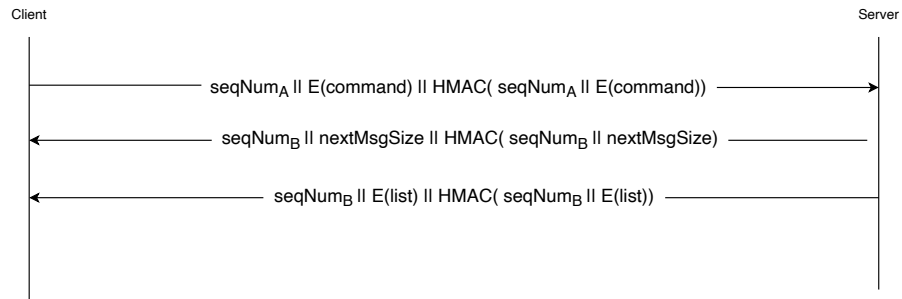 Client
Server
seqNumA || E(command) || HMAC( seqNumA || E(command))
seqNumB || nextMsgSize || HMAC( seqNumB || nextMsgSize)
seqNumB || E(list) || HMAC( seqNumB || E(list))